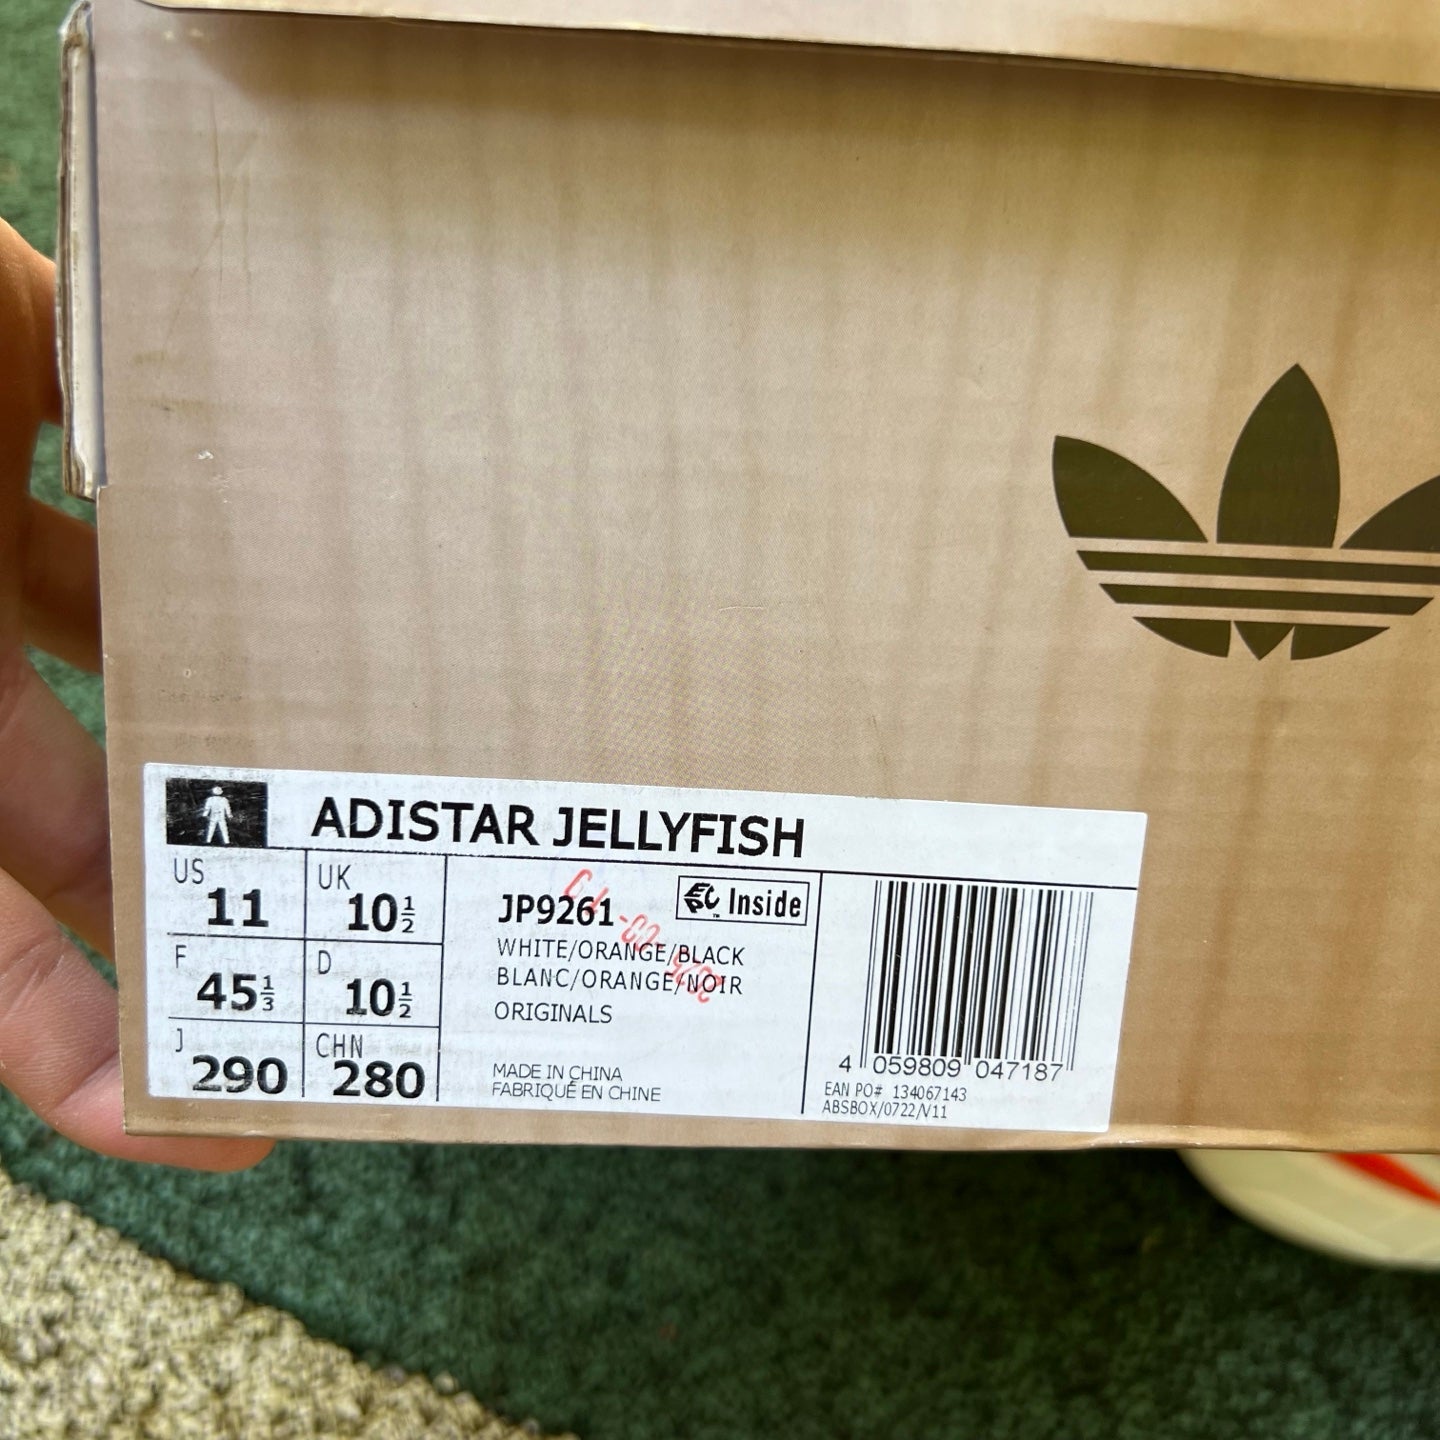 ADISTAR JELLYFISH
US 11
UK 10½
F 45⅓
D 10½
J 290
CHN 280
JP9261
EPC™ Inside
WHITE/ORANGE/BLACK
BLANC/ORANGE/NOIR
ORIGINALS
MADE IN CHINA
FABRIQUÉ EN CHINE
4 059809 047187
EAN PO# 134067143
ABSBOX/0722/V11